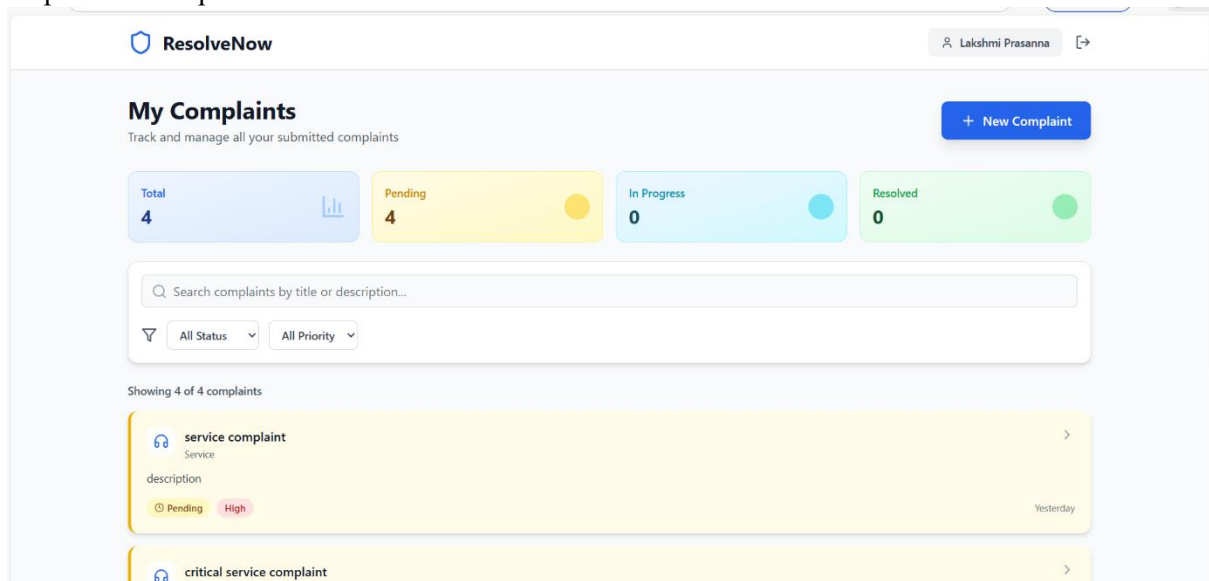 ResolveNow
Lakshmi Prasanna
My Complaints
+ New Complaint
Track and manage all your submitted complaints
Total
4
Pending
4
In Progress
0
Resolved
0
Search complaints by title or description...
All Status
All Priority
Showing 4 of 4 complaints
service complaint
Service
description
Pending
High
Yesterday
critical service complaint